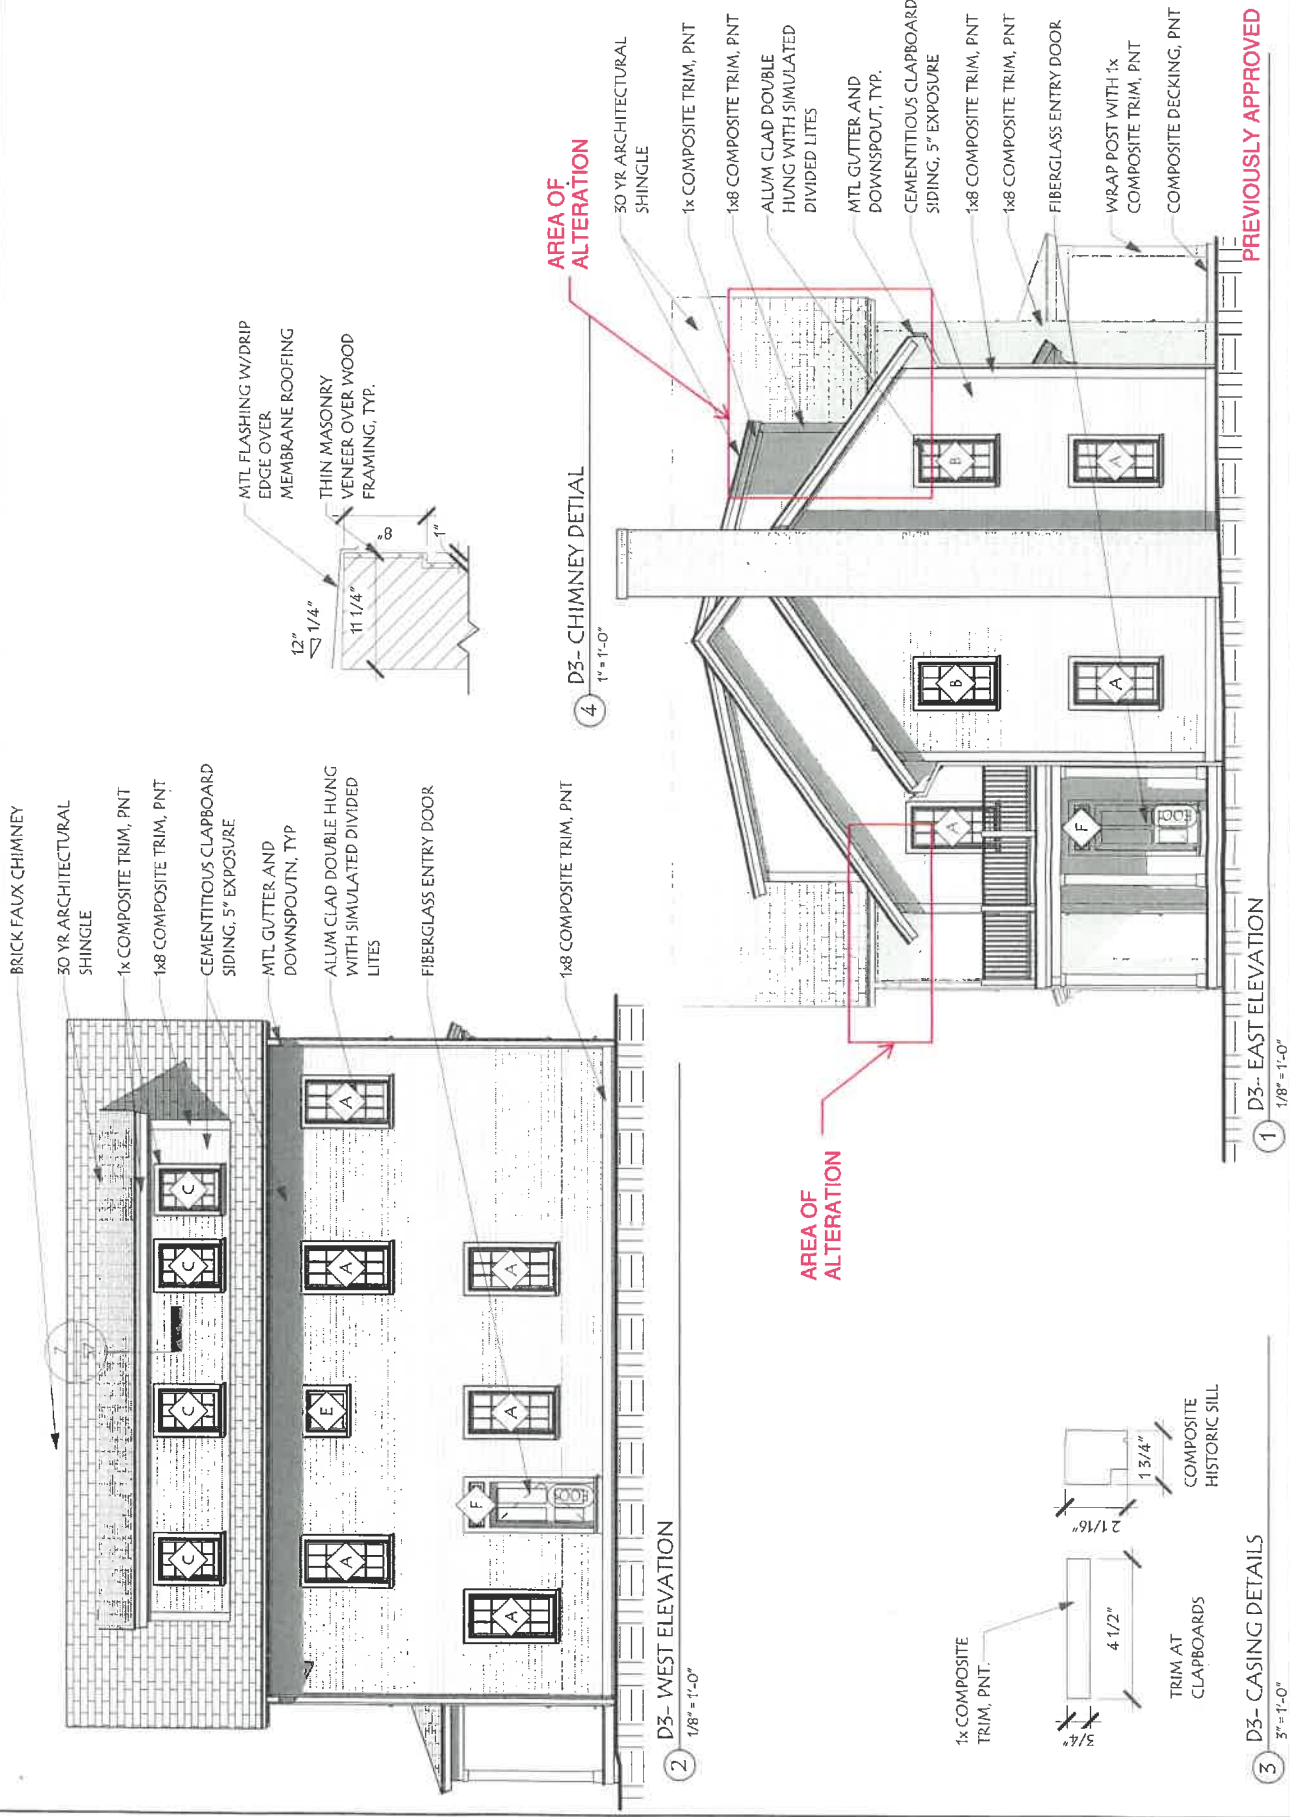 BRICK FAUX CHIMNEY
30 YR ARCHITECTURAL
SHINGLE
1x COMPOSITE TRIM, PNT
1x8 COMPOSITE TRIM, PNT
CEMENTITIOUS CLAPBOARD
SIDING, 5" EXPOSURE
MTL GUTTER AND
DOWNSPOUTN, TYP
ALUM CLAD DOUBLE HUNG
WITH SIMULATED DIVIDED
LITES
FIBERGLASS ENTRY DOOR
1x8 COMPOSITE TRIM, PNT
C
C
C
C
A
E
A
A
A
F
A
A
2
D3- WEST ELEVATION
1/8" = 1'-0"
MTL FLASHING W/DRIP
EDGE OVER
MEMBRANE ROOFING
THIN MASONRY
VENEER OVER WOOD
FRAMING, TYP.
12"
1/4"
11 1/4"
8"
1"
4
D3- CHIMNEY DETIAL
1" = 1'-0"
AREA OF
ALTERATION
30 YR ARCHITECTURAL
SHINGLE
1x COMPOSITE TRIM, PNT
1x8 COMPOSITE TRIM, PNT
ALUM CLAD DOUBLE
HUNG WITH SIMULATED
DIVIDED LITES
MTL GUTTER AND
DOWNSPOUT, TYP.
CEMENTITIOUS CLAPBOARD
SIDING, 5" EXPOSURE
1x8 COMPOSITE TRIM, PNT
1x8 COMPOSITE TRIM, PNT
FIBERGLASS ENTRY DOOR
WRAP POST WITH 1x
COMPOSITE TRIM, PNT
COMPOSITE DECKING, PNT
PREVIOUSLY APPROVED
A
B
B
F
A
A
AREA OF
ALTERATION
1
D3- EAST ELEVATION
1/8" = 1'-0"
1x COMPOSITE
TRIM, PNT.
3/4"
4 1/2"
TRIM AT
CLAPBOARDS
2 1/16"
1 3/4"
COMPOSITE
HISTORIC SILL
3
D3- CASING DETAILS
3" = 1'-0"